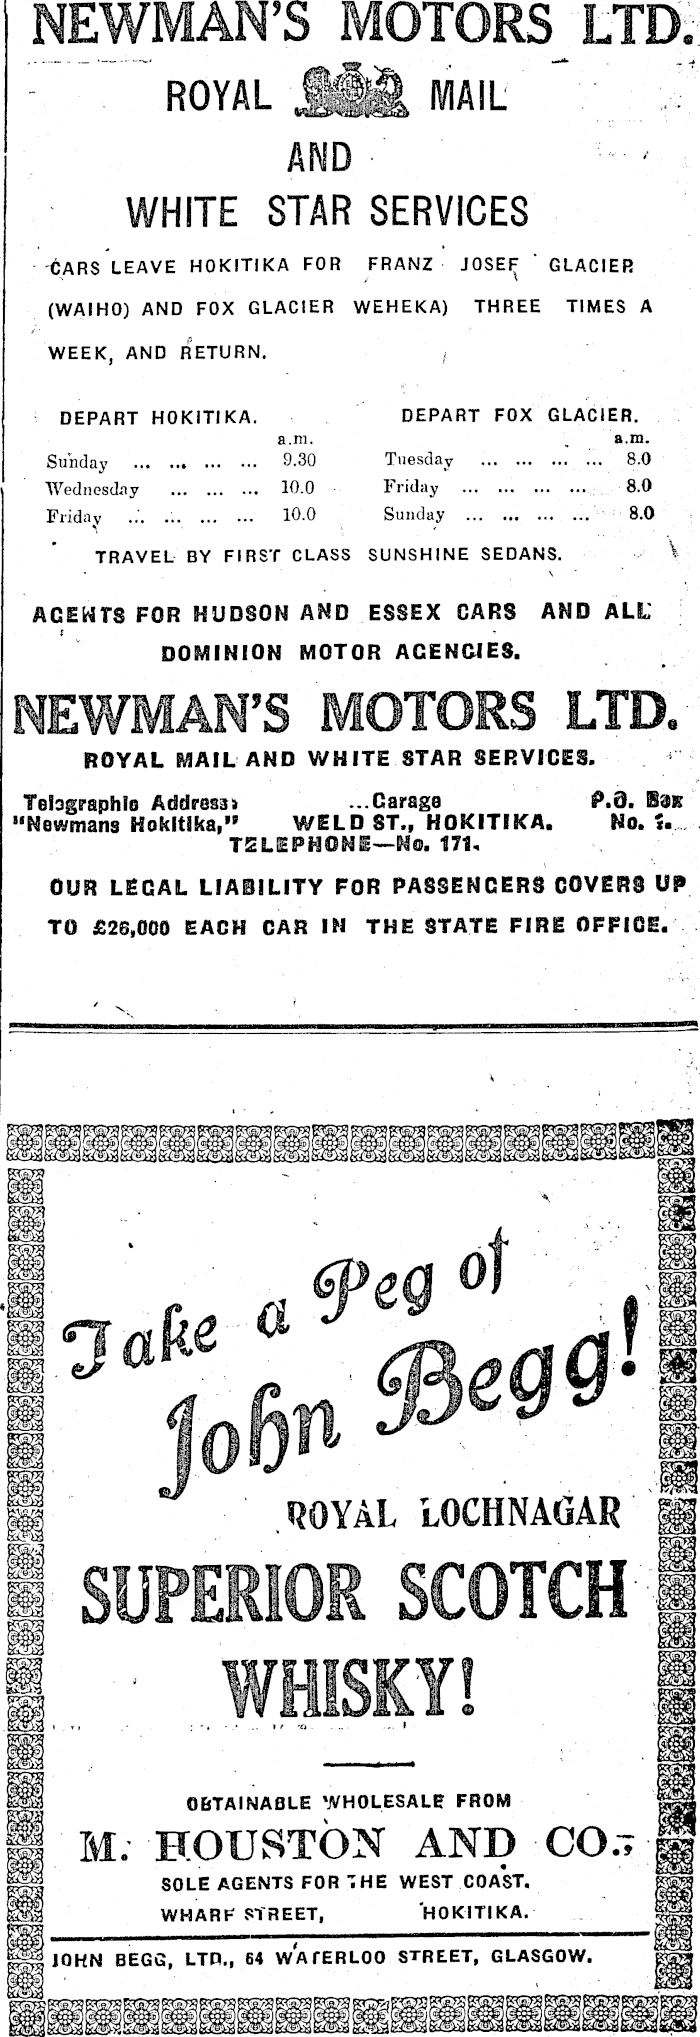 NEWMAN'S MOTORS LTD.
ROYAL MAIL
AND
WHITE STAR SERVICES
CARS LEAVE HOKITIKA FOR FRANZ JOSEF GLACIER
(WAIHO) AND FOX GLACIER WEHEKA) THREE TIMES A
WEEK, AND RETURN.
DEPART HOKITIKA.
a.m.
Sunday ... ... ... ... 9.30
Wednesday ... ... ... 10.0
Friday ... ... ... ... 10.0
DEPART FOX GLACIER.
a.m.
Tuesday ... ... ... ... 8.0
Friday ... ... ... ... 8.0
Sunday ... ... ... ... 8.0
TRAVEL BY FIRST CLASS SUNSHINE SEDANS.
AGENTS FOR HUDSON AND ESSEX CARS AND ALL
DOMINION MOTOR AGENCIES.
NEWMAN'S MOTORS LTD.
ROYAL MAIL AND WHITE STAR SERVICES.
Telegraphic Address: ...Garage P.O. Box
"Newmans Hokitika," WELD ST., HOKITIKA. No.
TELEPHONE—No. 171.
OUR LEGAL LIABILITY FOR PASSENGERS COVERS UP
TO £26,000 EACH CAR IN THE STATE FIRE OFFICE.
Take a Peg of
John Begg!
ROYAL LOCHNAGAR
SUPERIOR SCOTCH
WHISKY!
OBTAINABLE WHOLESALE FROM
M. HOUSTON AND CO.,
SOLE AGENTS FOR THE WEST COAST.
WHARF STREET, HOKITIKA.
JOHN BEGG, LTD., 64 WATERLOO STREET, GLASGOW.